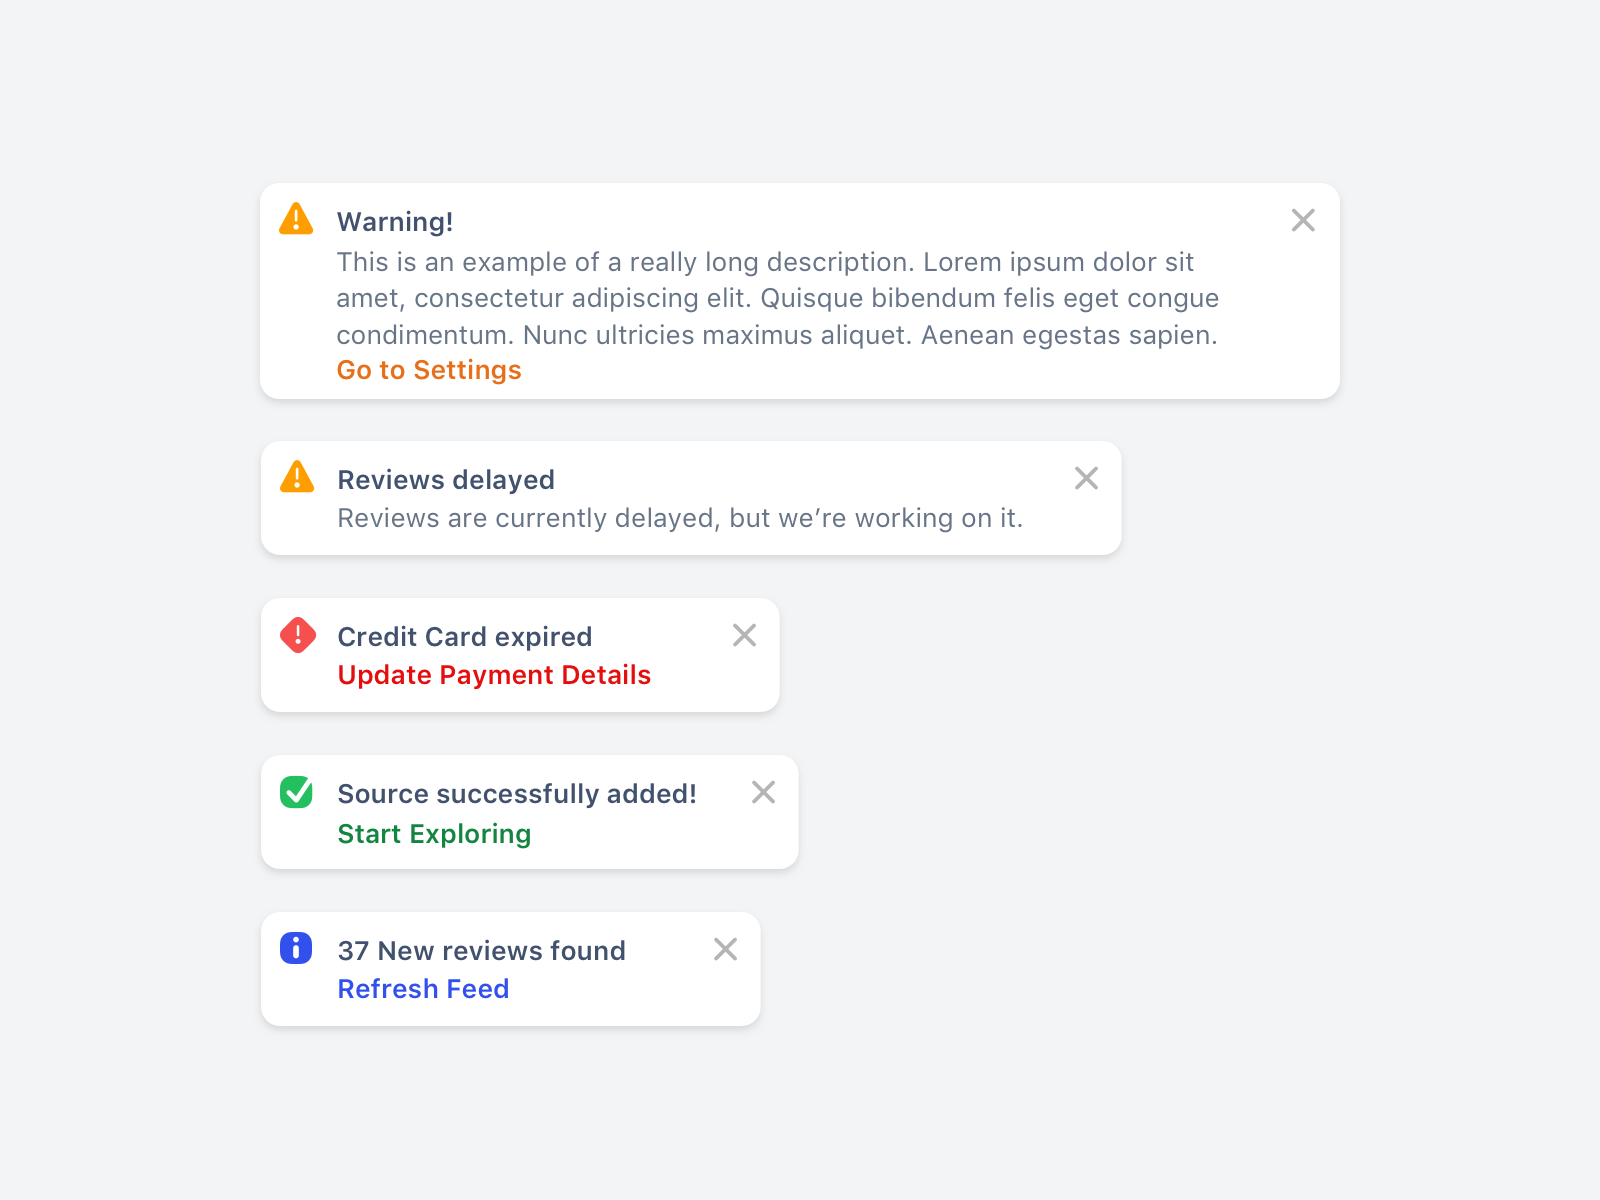 Warning!
This is an example of a really long description. Lorem ipsum dolor sit
amet, consectetur adipiscing elit. Quisque bibendum felis eget congue
condimentum. Nunc ultricies maximus aliquet. Aenean egestas sapien.
Go to Settings
Reviews delayed
Reviews are currently delayed, but we’re working on it.
Credit Card expired
Update Payment Details
Source successfully added!
Start Exploring
37 New reviews found
Refresh Feed